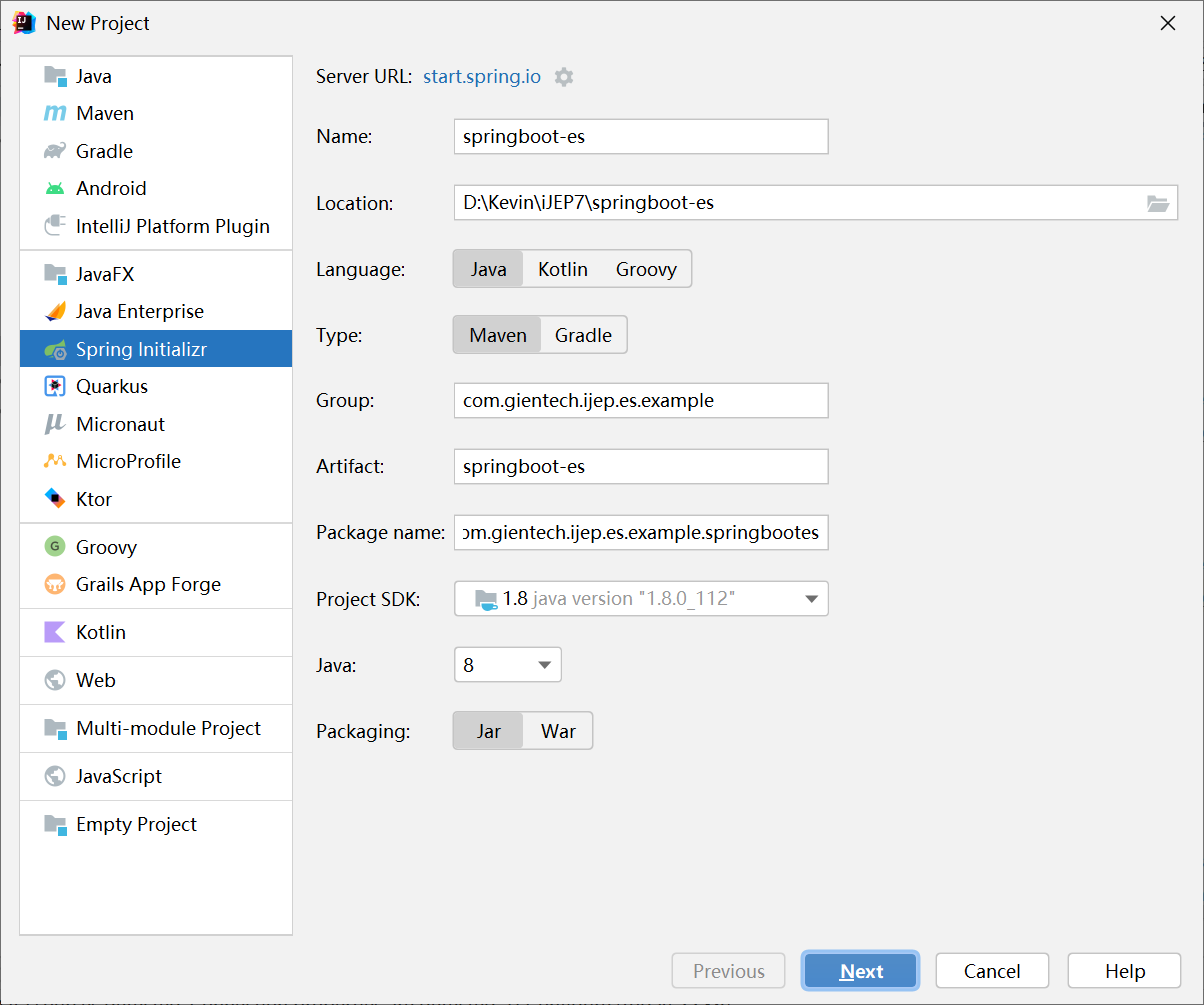 New Project
Java
Maven
Gradle
Android
IntelliJ Platform Plugin
JavaFX
Java Enterprise
Spring Initializr
Quarkus
Micronaut
MicroProfile
Ktor
Groovy
Grails App Forge
Kotlin
Web
Multi-module Project
JavaScript
Empty Project
Server URL: start.spring.io
Name: springboot-es
Location: D:\Kevin\iJEP7\springboot-es
Language: Java Kotlin Groovy
Type: Maven Gradle
Group: com.gientech.ijep.es.example
Artifact: springboot-es
Package name: om.gientech.ijep.es.example.springbootes
Project SDK: 1.8 java version "1.8.0_112"
Java: 8
Packaging: Jar War
Previous Next Cancel Help